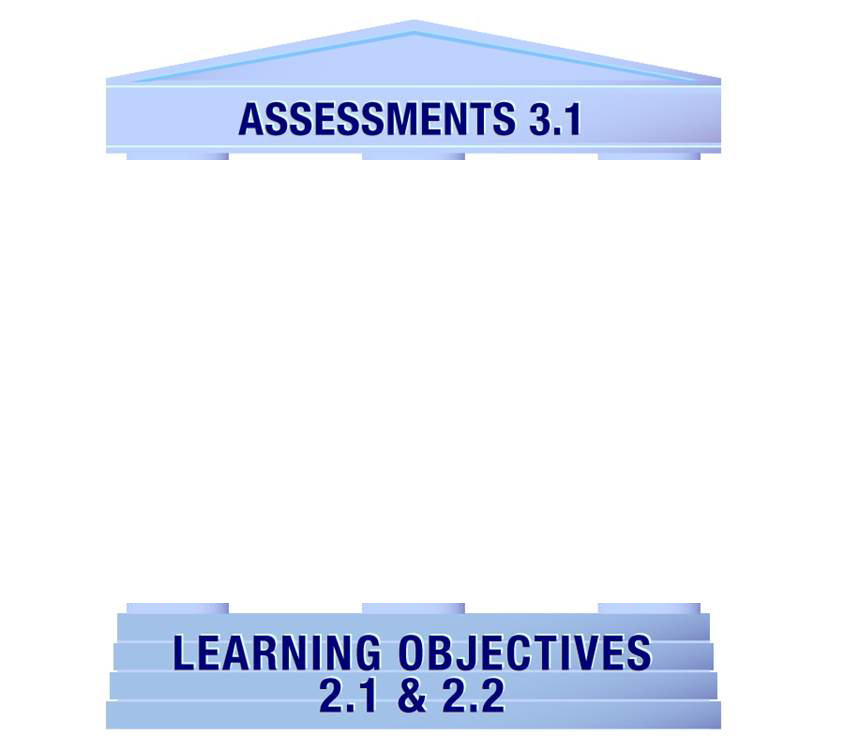 ASSESSMENTS 3.1
LEARNING OBJECTIVES
2.1 & 2.2